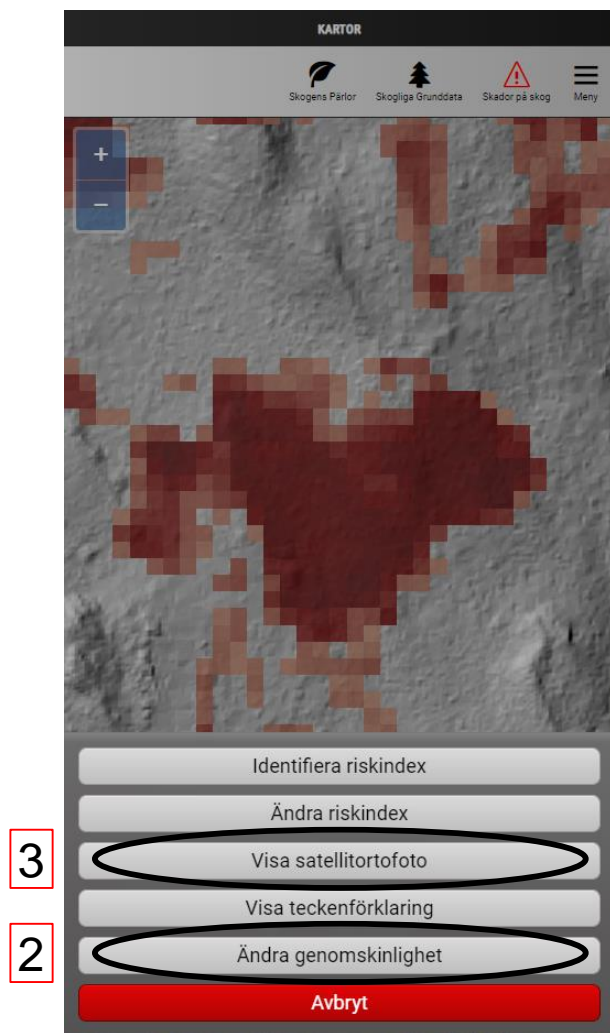 KARTOR
Skogens Pärlor Skogliga Grunddata Skador på skog Meny
+
−
Identifiera riskindex
Ändra riskindex
3 Visa satellitortofoto
Visa teckenförklaring
2 Ändra genomskinlighet
Avbryt